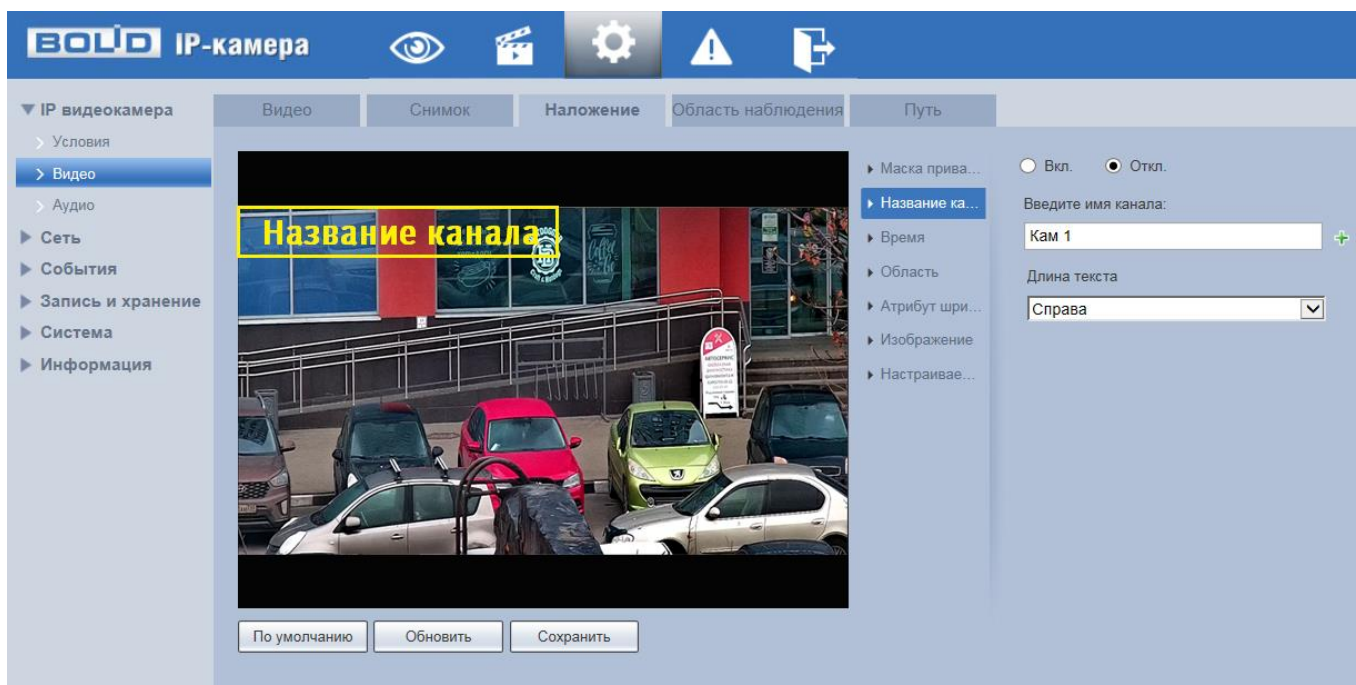 BOLID IP-камера
IP видеокамера
Условия
Видео
Аудио
Сеть
События
Запись и хранение
Система
Информация
Видео
Снимок
Наложение
Область наблюдения
Путь
Название канала
АВТОСЕРВИС
По умолчанию
Обновить
Сохранить
Маска прива...
Название ка...
Время
Область
Атрибут шри...
Изображение
Настраивае...
Вкл.
Откл.
Введите имя канала:
Кам 1
Длина текста
Справа